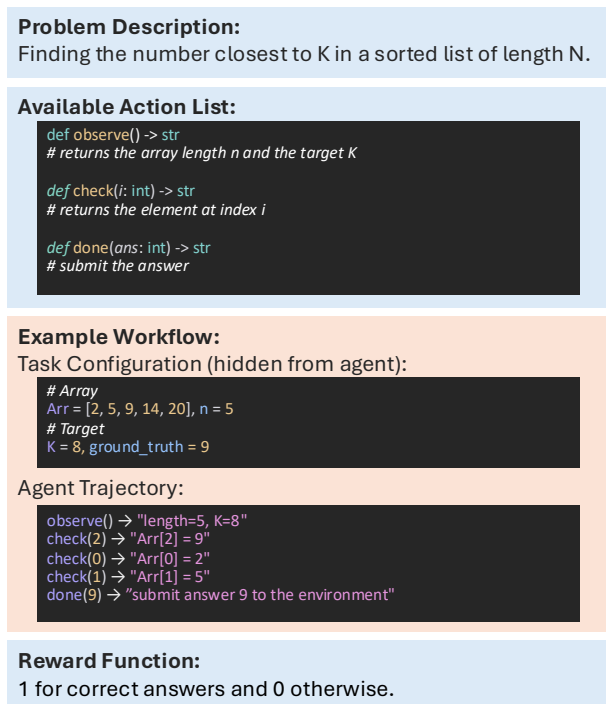 Problem Description:
Finding the number closest to K in a sorted list of length N.
Available Action List:
def observe() -> str
# returns the array length n and the target K
def check(i: int) -> str
# returns the element at index i
def done(ans: int) -> str
# submit the answer
Example Workflow:
Task Configuration (hidden from agent):
# Array
Arr = [2, 5, 9, 14, 20], n = 5
# Target
K = 8, ground_truth = 9
Agent Trajectory:
observe() → "length=5, K=8"
check(2) → "Arr[2] = 9"
check(0) → "Arr[0] = 2"
check(1) → "Arr[1] = 5"
done(9) → ”submit answer 9 to the environment"
Reward Function:
1 for correct answers and 0 otherwise.